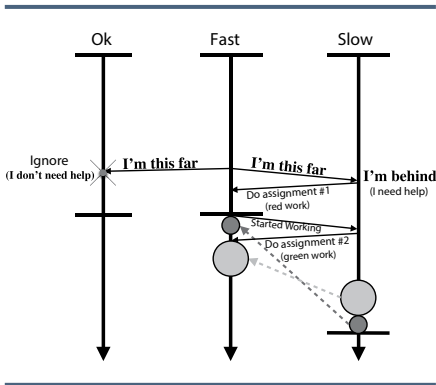 Ok
Fast
Slow
Ignore
(I don't need help)
I'm this far
I'm this far
I'm behind
(I need help)
Do assignment #1
(red work)
Started Working
Do assignment #2
(green work)